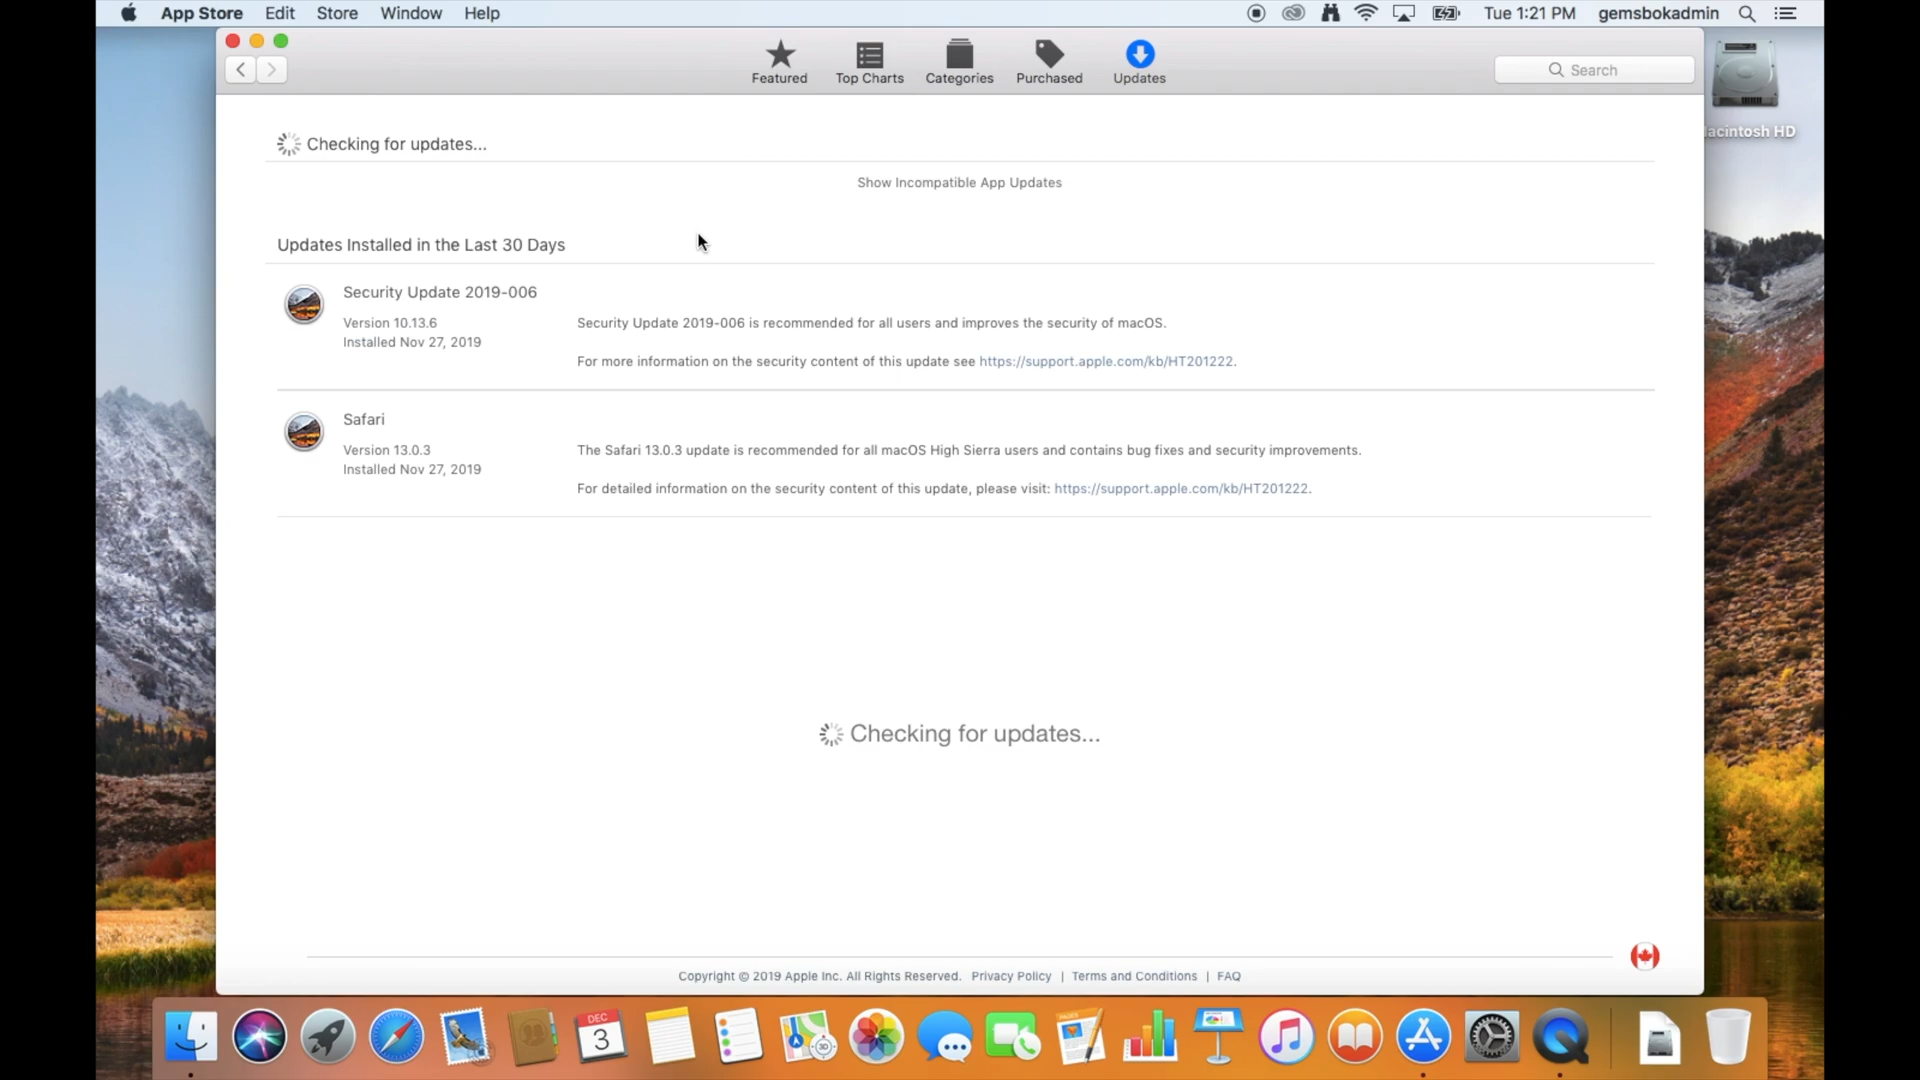 App Store Edit Store Window Help Tue 1:21 PM gemsbokadmin
Featured Top Charts Categories Purchased Updates Search
acintosh HD
Checking for updates...
Show Incompatible App Updates
Updates Installed in the Last 30 Days
Security Update 2019-006
Version 10.13.6
Installed Nov 27, 2019
Security Update 2019-006 is recommended for all users and improves the security of macOS.
For more information on the security content of this update see https://support.apple.com/kb/HT201222.
Safari
Version 13.0.3
Installed Nov 27, 2019
The Safari 13.0.3 update is recommended for all macOS High Sierra users and contains bug fixes and security improvements.
For detailed information on the security content of this update, please visit: https://support.apple.com/kb/HT201222.
Checking for updates...
Copyright © 2019 Apple Inc. All Rights Reserved. Privacy Policy | Terms and Conditions | FAQ
DEC
3
3D
PAGES